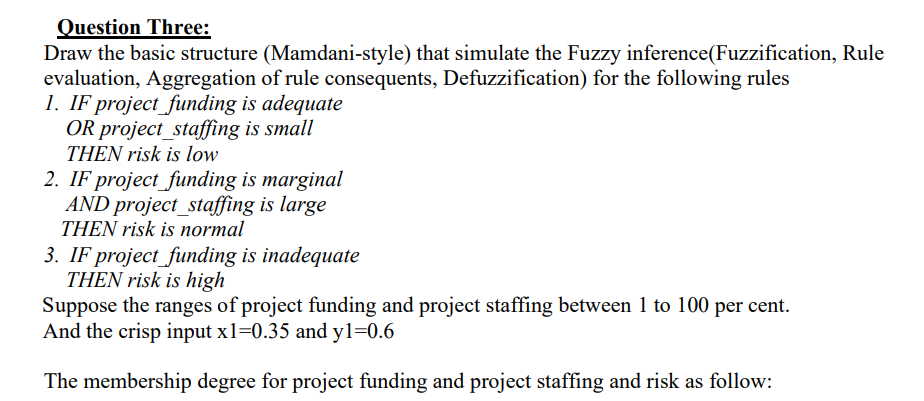 Question Three:
Draw the basic structure (Mamdani-style) that simulate the Fuzzy inference(Fuzzification, Rule
evaluation, Aggregation of rule consequents, Defuzzification) for the following rules
1. IF project_funding is adequate
OR project_staffing is small
THEN risk is low
2. IF project_funding is marginal
AND project_staffing is large
THEN risk is normal
3. IF project_funding is inadequate
THEN risk is high
Suppose the ranges of project funding and project staffing between 1 to 100 per cent.
And the crisp input x1=0.35 and y1=0.6
The membership degree for project funding and project staffing and risk as follow: